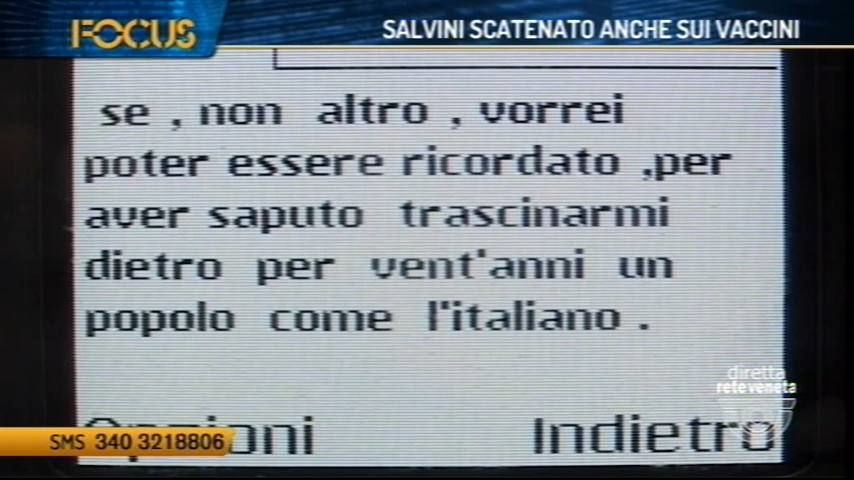 FOCUS
SALVINI SCATENATO ANCHE SUI VACCINI
se , non altro , vorrei
poter essere ricordato ,per
aver saputo trascinarmi
dietro per vent'anni un
popolo come l'italiano .
diretta
reteveneta
Opzioni Indietro
SMS 340 3218806